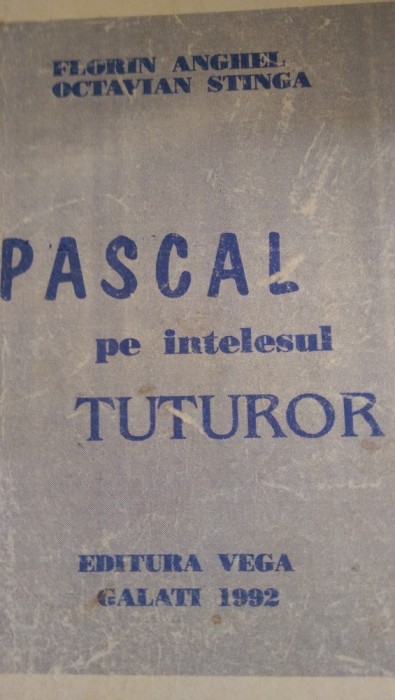 FLORIN ANGHEL
OCTAVIAN STINGA
PASCAL
pe intelesul
TUTUROR
EDITURA VEGA
GALATI 1992